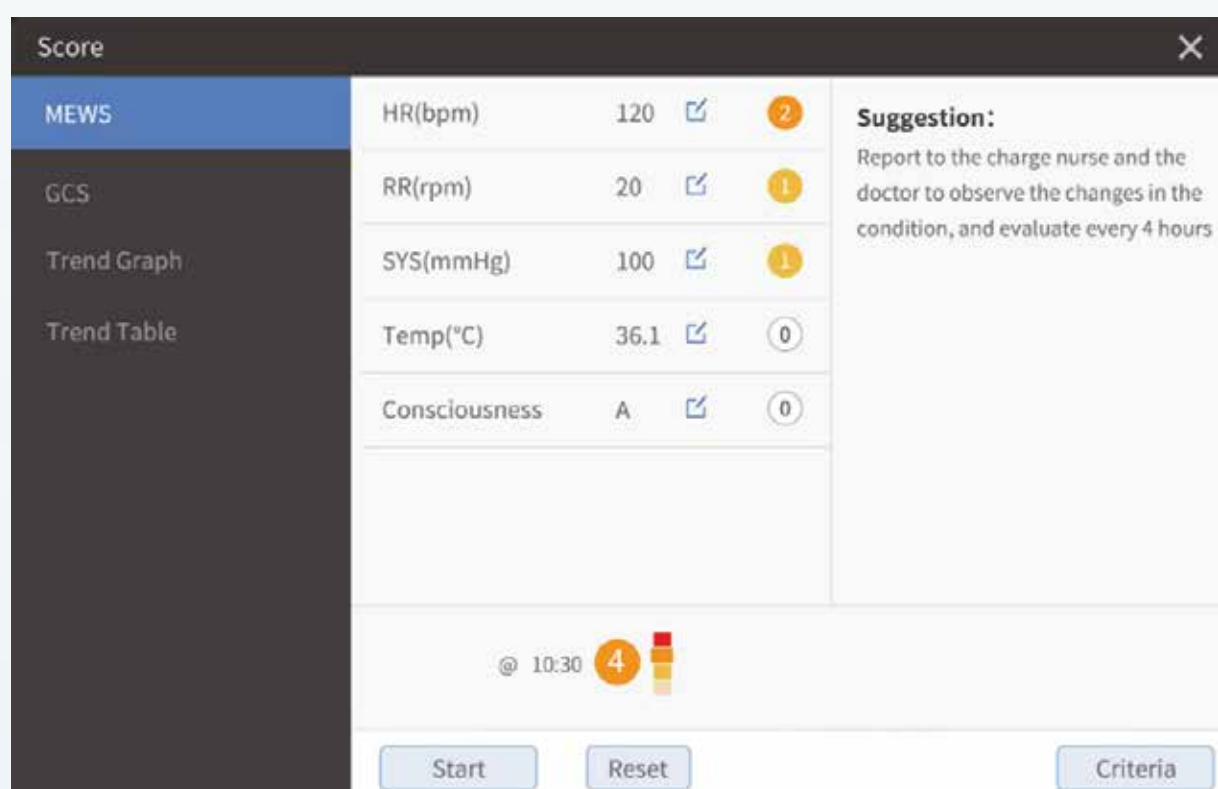 Score
MEWS
GCS
Trend Graph
Trend Table
HR(bpm) 120 2
RR(rpm) 20 1
SYS(mmHg) 100 1
Temp(°C) 36.1 0
Consciousness A 0
Suggestion:
Report to the charge nurse and the
doctor to observe the changes in the
condition, and evaluate every 4 hours
@ 10:30 4
Start Reset Criteria